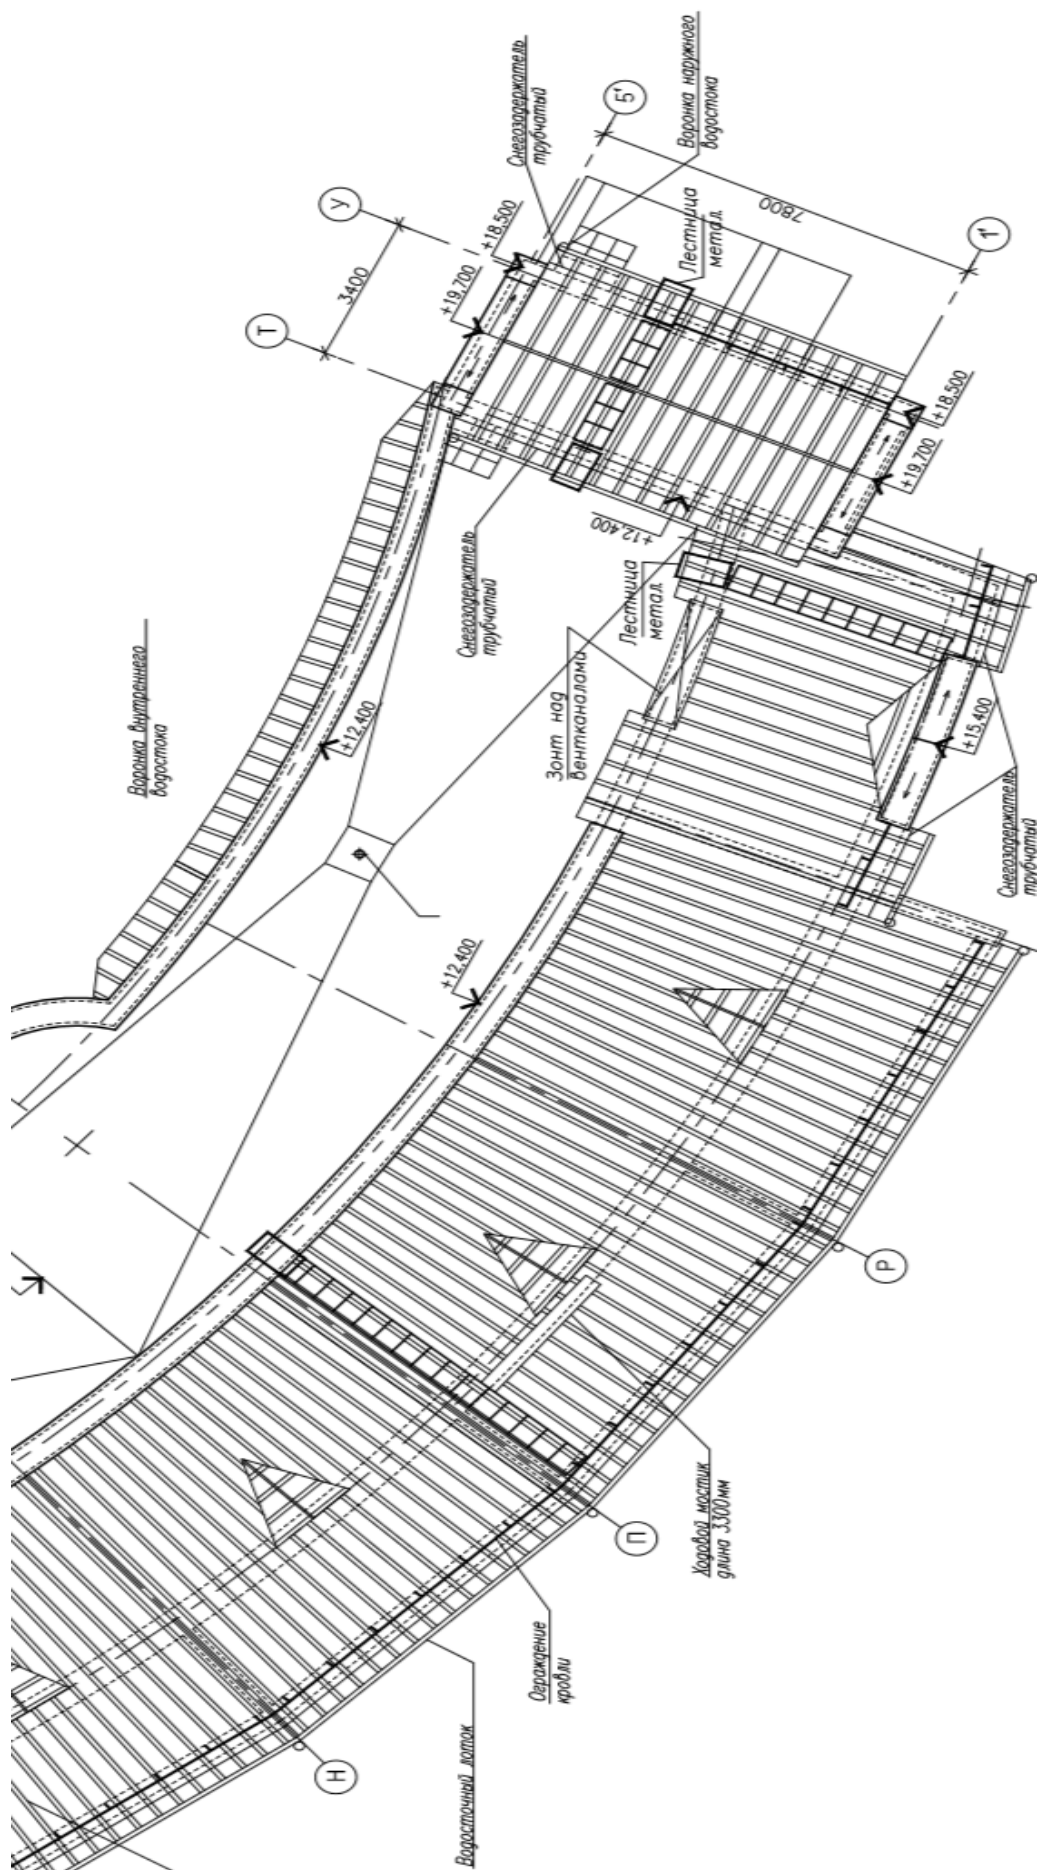 Снегозадержатель
трубчатый
5'
Воронка наружного
водостока
У
+18,500
7800
Лестница
метал.
1'
3400
+19,700
Т
+18,500
+19,700
Снегозадержатель
трубчатый
+12,400
Лестница
метал.
Зонт над
вентканалами
Воронка внутреннего
водостока
+12,400
+15,400
Снегозадержатель
трубчатый
+12,400
Р
П
Ходовой мостик
длина 3300мм
Ограждение
кровли
Н
Водосточный лоток